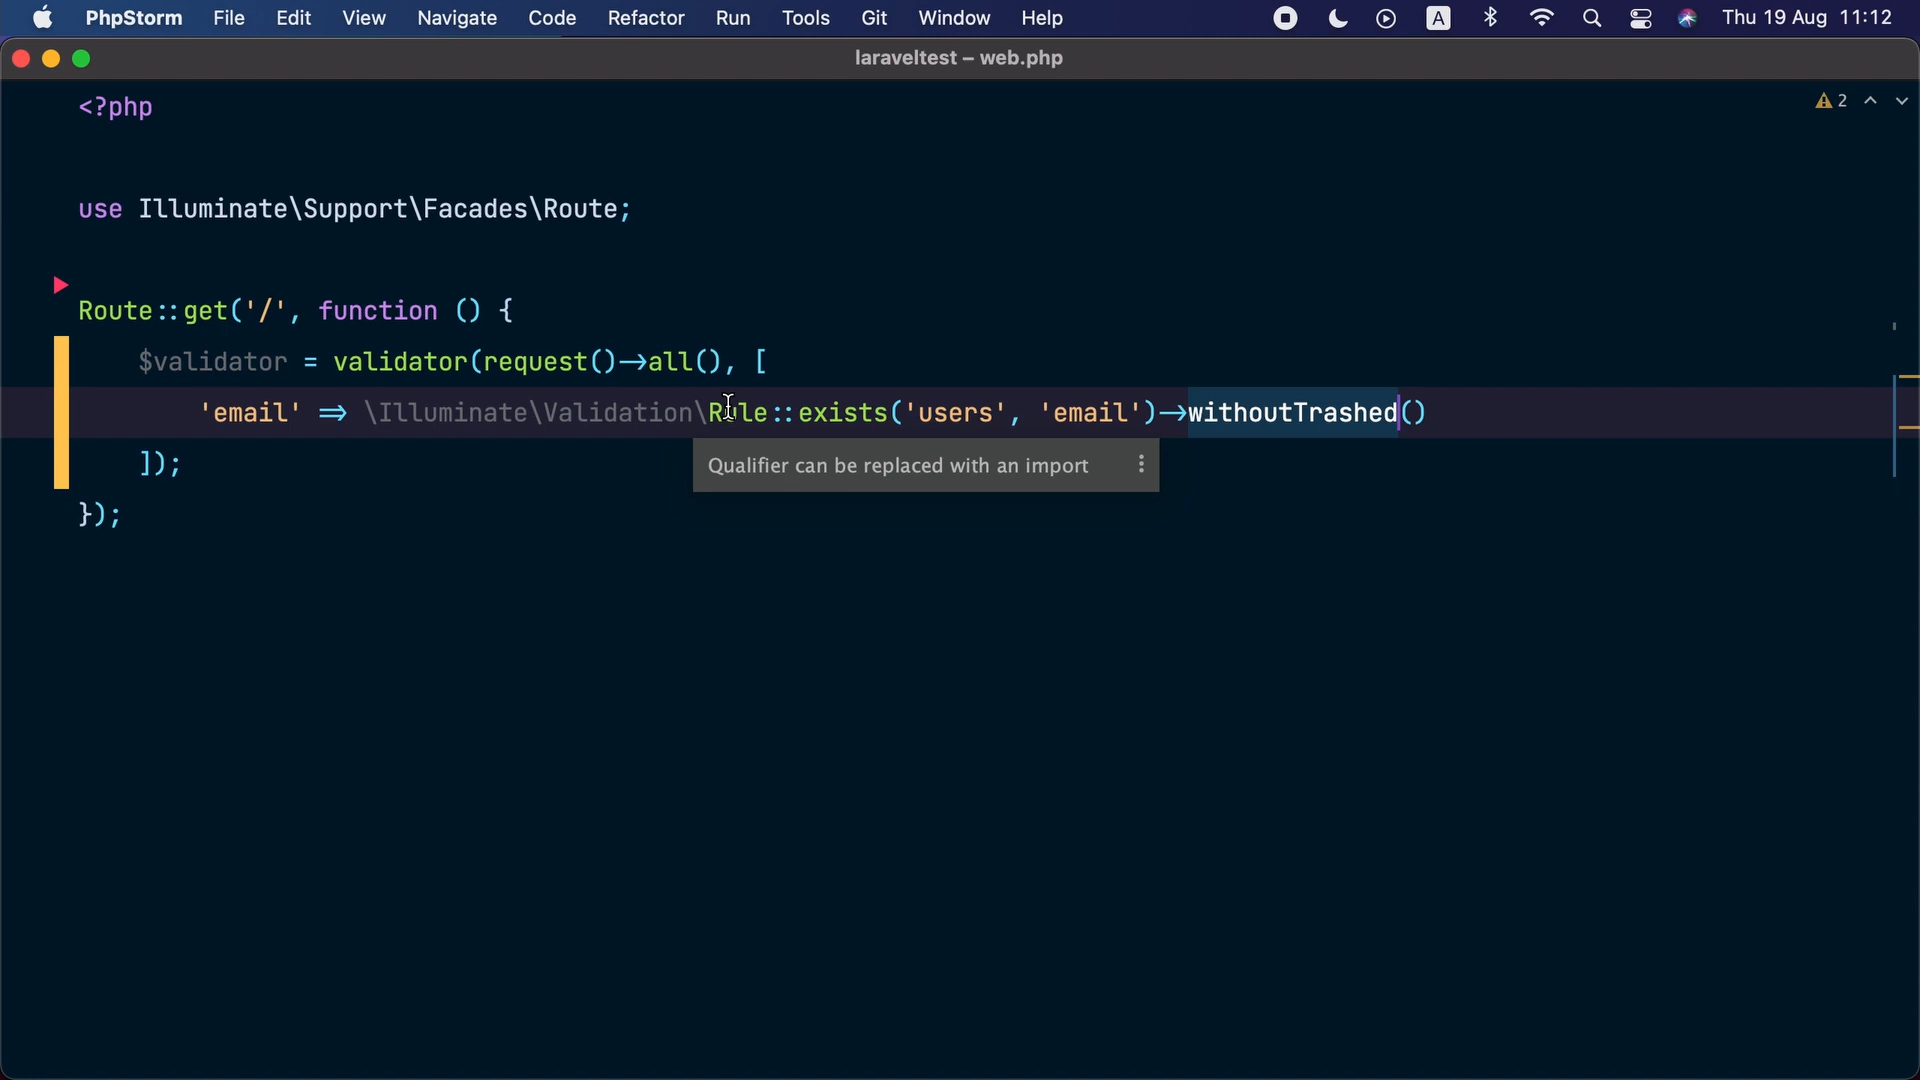 PhpStorm File Edit View Navigate Code Refactor Run Tools Git Window Help A Thu 19 Aug 11:12
laraveltest – web.php
<?php
2
use Illuminate\Support\Facades\Route;
Route::get('/', function () {
$validator = validator(request()->all(), [
'email' => \Illuminate\Validation\Rule::exists('users', 'email')->withoutTrashed()
Qualifier can be replaced with an import
]);
});